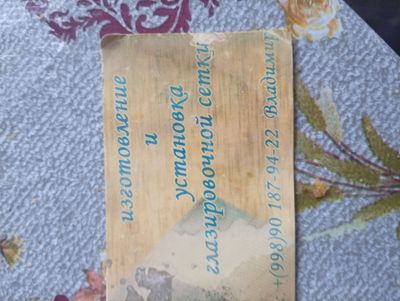 изготовление
и
установка
глазировочной сетки
+(998)90 187-94-22 Владимир